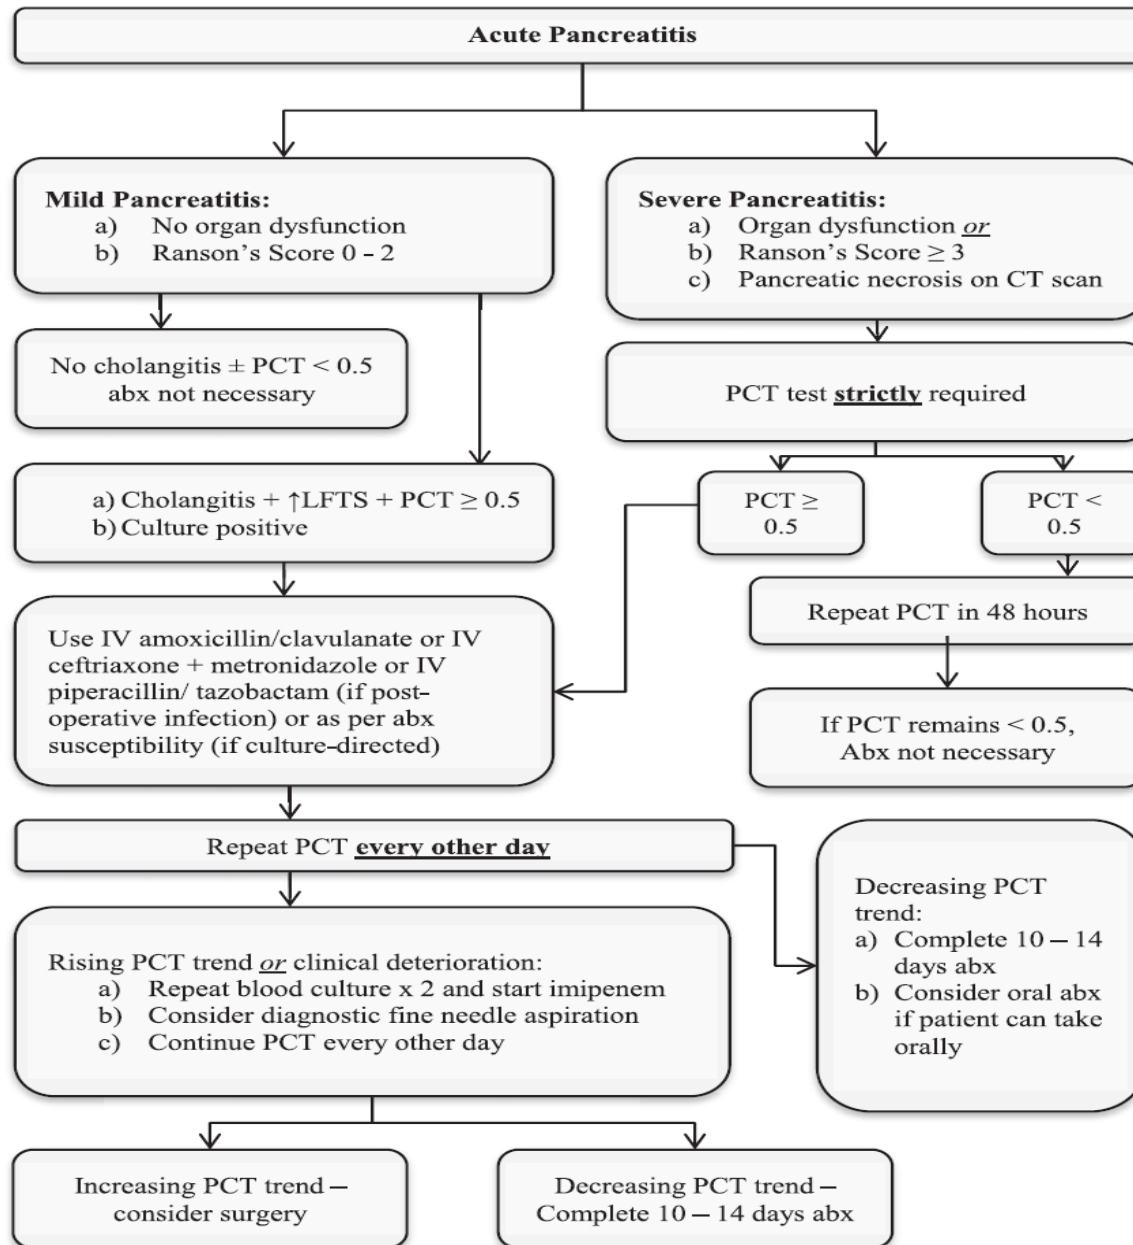 Acute Pancreatitis
Mild Pancreatitis:
a) No organ dysfunction
b) Ranson's Score 0 - 2
Severe Pancreatitis:
a) Organ dysfunction or
b) Ranson's Score ≥ 3
c) Pancreatic necrosis on CT scan
No cholangitis ± PCT < 0.5
abx not necessary
PCT test strictly required
a) Cholangitis + ↑LFTS + PCT ≥ 0.5
b) Culture positive
PCT ≥
0.5
PCT <
0.5
Repeat PCT in 48 hours
If PCT remains < 0.5,
Abx not necessary
Use IV amoxicillin/clavulanate or IV
ceftriaxone + metronidazole or IV
piperacillin/ tazobactam (if post-
operative infection) or as per abx
susceptibility (if culture-directed)
Repeat PCT every other day
Decreasing PCT
trend:
a) Complete 10 – 14
days abx
b) Consider oral abx
if patient can take
orally
Rising PCT trend or clinical deterioration:
a) Repeat blood culture x 2 and start imipenem
b) Consider diagnostic fine needle aspiration
c) Continue PCT every other day
Increasing PCT trend –
consider surgery
Decreasing PCT trend –
Complete 10 – 14 days abx